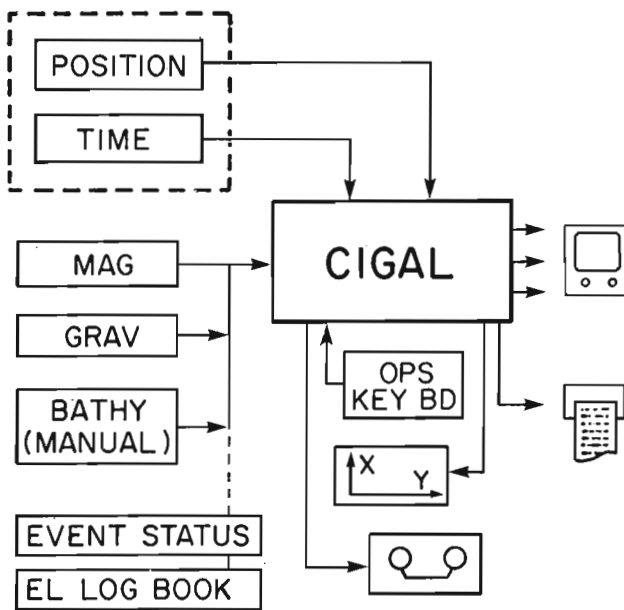 POSITION
TIME
CIGAL
MAG
GRAV
BATHY
(MANUAL)
OPS
KEY BD
X
Y
EVENT STATUS
EL LOG BOOK